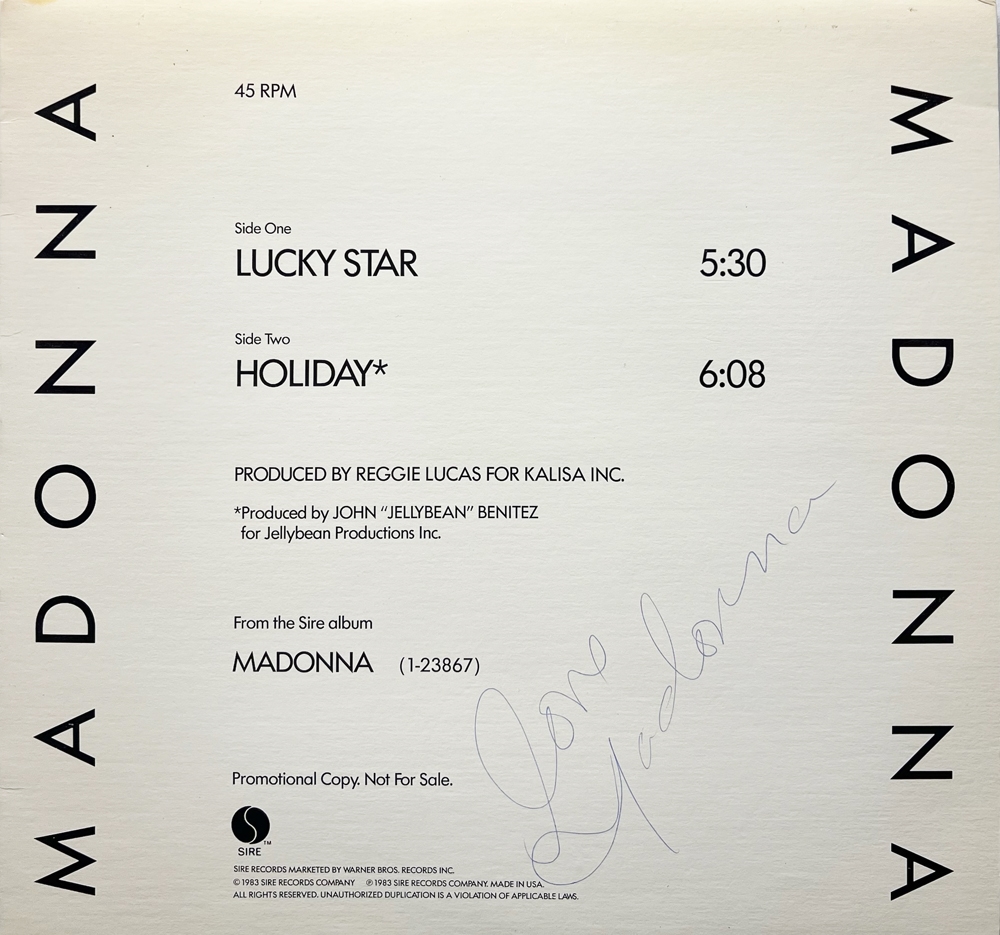 MADONNA
MADONNA
45 RPM
Side One
LUCKY STAR 5:30
Side Two
HOLIDAY* 6:08
PRODUCED BY REGGIE LUCAS FOR KALISA INC.
*Produced by JOHN “JELLYBEAN” BENITEZ
for Jellybean Productions Inc.
From the Sire album
MADONNA (1-23867)
Love
Madonna
Promotional Copy. Not For Sale.
TM
SIRE
SIRE RECORDS MARKETED BY WARNER BROS. RECORDS INC.
© 1983 SIRE RECORDS COMPANY ℗ 1983 SIRE RECORDS COMPANY. MADE IN USA.
ALL RIGHTS RESERVED. UNAUTHORIZED DUPLICATION IS A VIOLATION OF APPLICABLE LAWS.